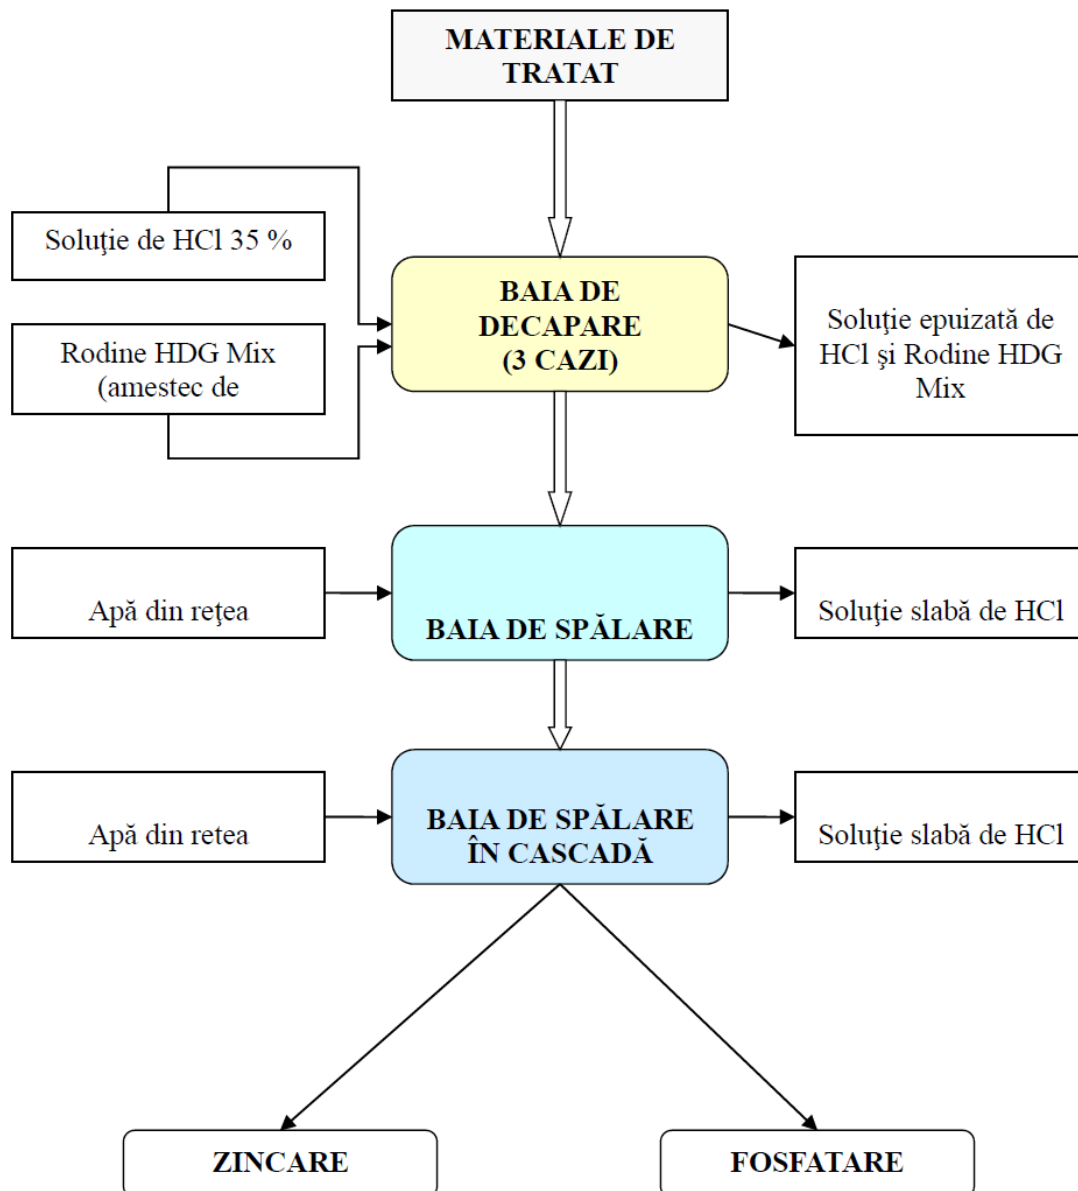 MATERIALE DE
TRATAT
Soluţie de HCl 35 %
Rodine HDG Mix
(amestec de
BAIA DE
DECAPARE
(3 CAZI)
Soluţie epuizată de
HCl şi Rodine HDG
Mix
Apă din reţea
BAIA DE SPĂLARE
Soluţie slabă de HCl
Apă din retea
BAIA DE SPĂLARE
ÎN CASCADĂ
Soluţie slabă de HCl
ZINCARE
FOSFATARE